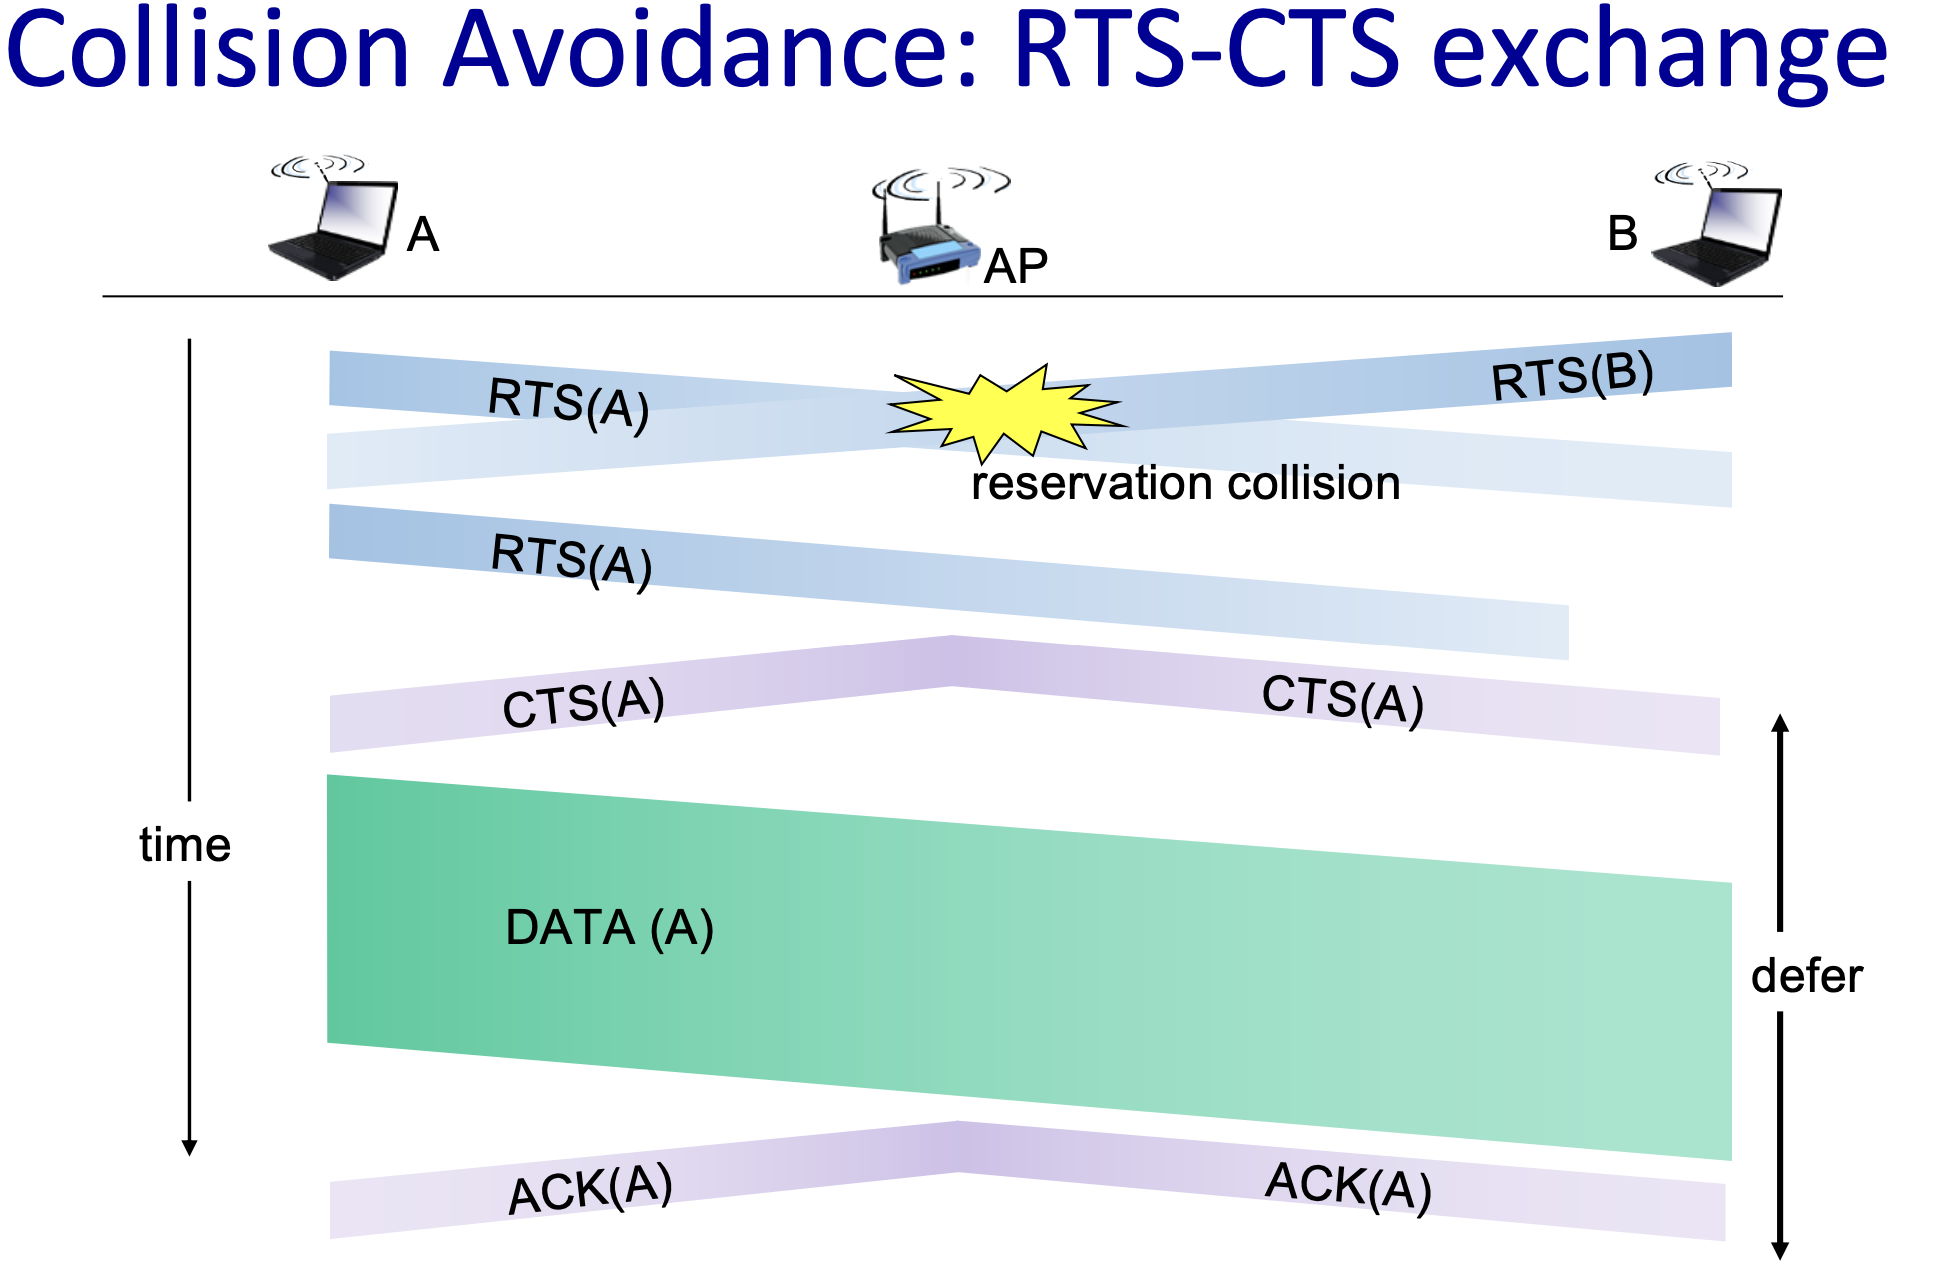 Collision Avoidance: RTS-CTS exchange
A
AP
B
RTS(A)
RTS(B)
reservation collision
RTS(A)
CTS(A)
CTS(A)
time
DATA (A)
defer
ACK(A)
ACK(A)